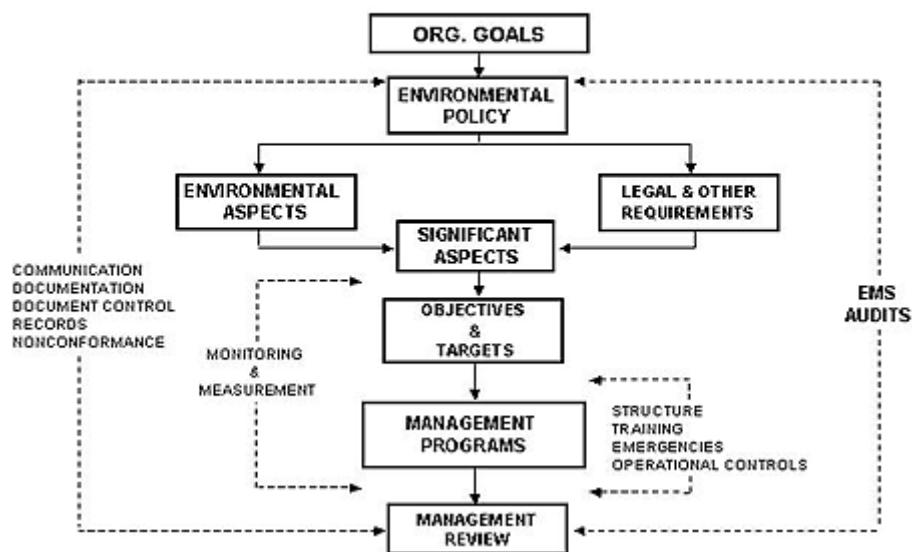 ORG. GOALS
ENVIRONMENTAL
POLICY
ENVIRONMENTAL
ASPECTS
LEGAL & OTHER
REQUIREMENTS
SIGNIFICANT
ASPECTS
COMMUNICATION
DOCUMENTATION
DOCUMENT CONTROL
RECORDS
NONCONFORMANCE
EMS
AUDITS
OBJECTIVES
&
TARGETS
MONITORING
&
MEASUREMENT
MANAGEMENT
PROGRAMS
STRUCTURE
TRAINING
EMERGENCIES
OPERATIONAL CONTROLS
MANAGEMENT
REVIEW